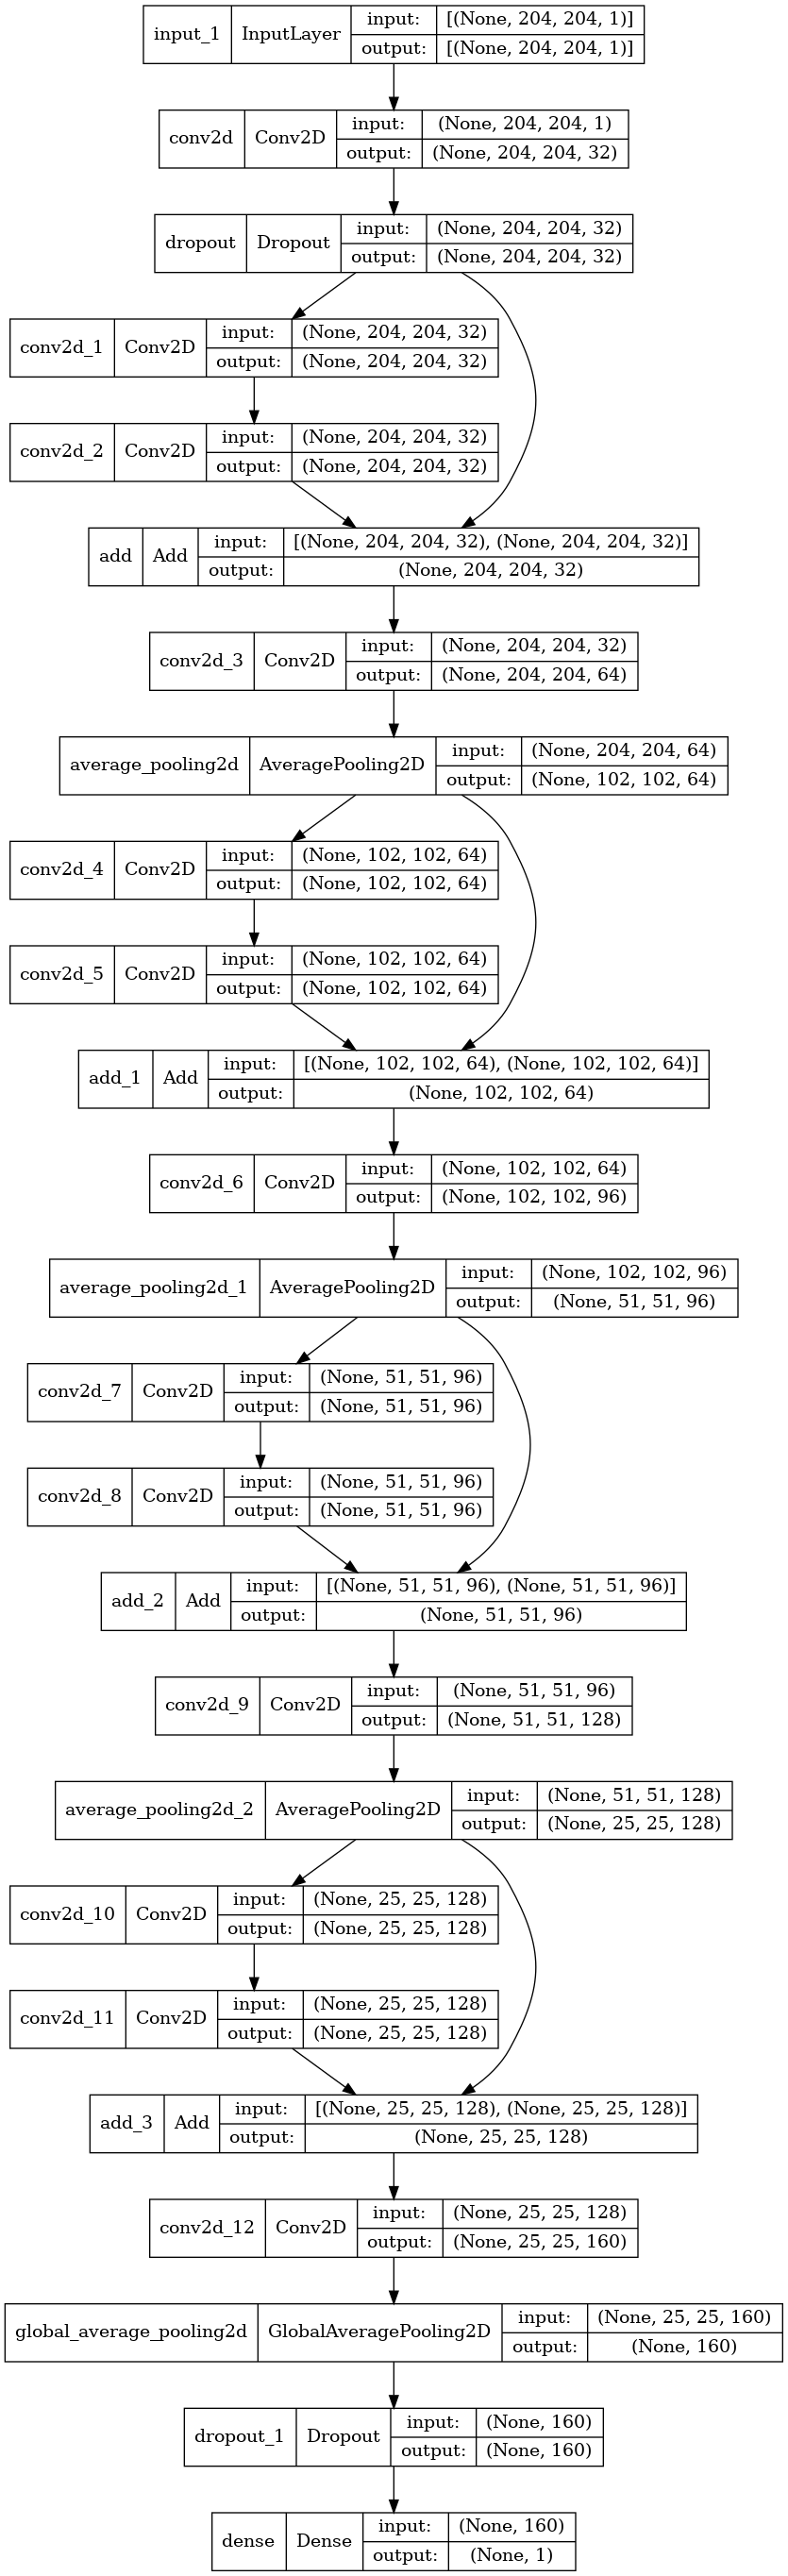 input_1 InputLayer input: [(None, 204, 204, 1)]
output: [(None, 204, 204, 1)]
conv2d Conv2D input: (None, 204, 204, 1)
output: (None, 204, 204, 32)
dropout Dropout input: (None, 204, 204, 32)
output: (None, 204, 204, 32)
conv2d_1 Conv2D input: (None, 204, 204, 32)
output: (None, 204, 204, 32)
conv2d_2 Conv2D input: (None, 204, 204, 32)
output: (None, 204, 204, 32)
add Add input: [(None, 204, 204, 32), (None, 204, 204, 32)]
output: (None, 204, 204, 32)
conv2d_3 Conv2D input: (None, 204, 204, 32)
output: (None, 204, 204, 64)
average_pooling2d AveragePooling2D input: (None, 204, 204, 64)
output: (None, 102, 102, 64)
conv2d_4 Conv2D input: (None, 102, 102, 64)
output: (None, 102, 102, 64)
conv2d_5 Conv2D input: (None, 102, 102, 64)
output: (None, 102, 102, 64)
add_1 Add input: [(None, 102, 102, 64), (None, 102, 102, 64)]
output: (None, 102, 102, 64)
conv2d_6 Conv2D input: (None, 102, 102, 64)
output: (None, 102, 102, 96)
average_pooling2d_1 AveragePooling2D input: (None, 102, 102, 96)
output: (None, 51, 51, 96)
conv2d_7 Conv2D input: (None, 51, 51, 96)
output: (None, 51, 51, 96)
conv2d_8 Conv2D input: (None, 51, 51, 96)
output: (None, 51, 51, 96)
add_2 Add input: [(None, 51, 51, 96), (None, 51, 51, 96)]
output: (None, 51, 51, 96)
conv2d_9 Conv2D input: (None, 51, 51, 96)
output: (None, 51, 51, 128)
average_pooling2d_2 AveragePooling2D input: (None, 51, 51, 128)
output: (None, 25, 25, 128)
conv2d_10 Conv2D input: (None, 25, 25, 128)
output: (None, 25, 25, 128)
conv2d_11 Conv2D input: (None, 25, 25, 128)
output: (None, 25, 25, 128)
add_3 Add input: [(None, 25, 25, 128), (None, 25, 25, 128)]
output: (None, 25, 25, 128)
conv2d_12 Conv2D input: (None, 25, 25, 128)
output: (None, 25, 25, 160)
global_average_pooling2d GlobalAveragePooling2D input: (None, 25, 25, 160)
output: (None, 160)
dropout_1 Dropout input: (None, 160)
output: (None, 160)
dense Dense input: (None, 160)
output: (None, 1)